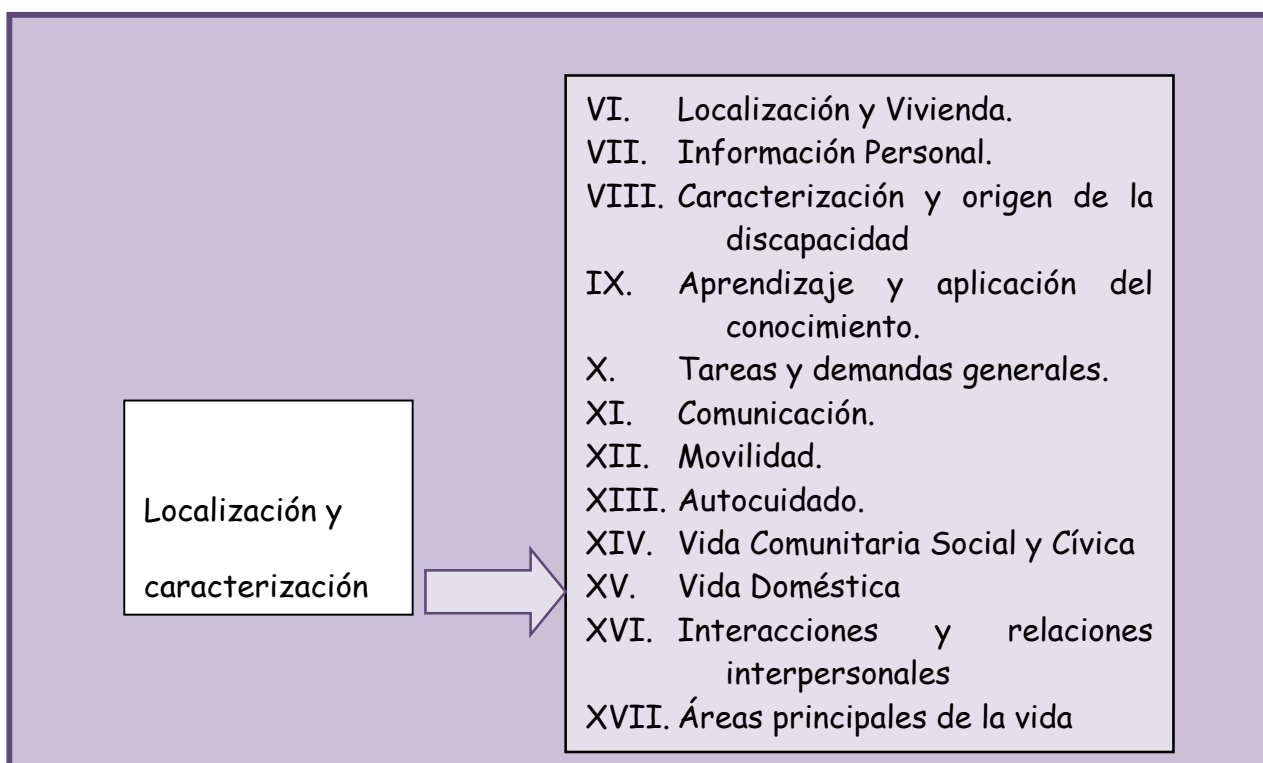 Localización y
caracterización
VI. Localización y Vivienda.
VII. Información Personal.
VIII. Caracterización y origen de la
discapacidad
IX. Aprendizaje y aplicación del
conocimiento.
X. Tareas y demandas generales.
XI. Comunicación.
XII. Movilidad.
XIII. Autocuidado.
XIV. Vida Comunitaria Social y Cívica
XV. Vida Doméstica
XVI. Interacciones y relaciones
interpersonales
XVII. Áreas principales de la vida